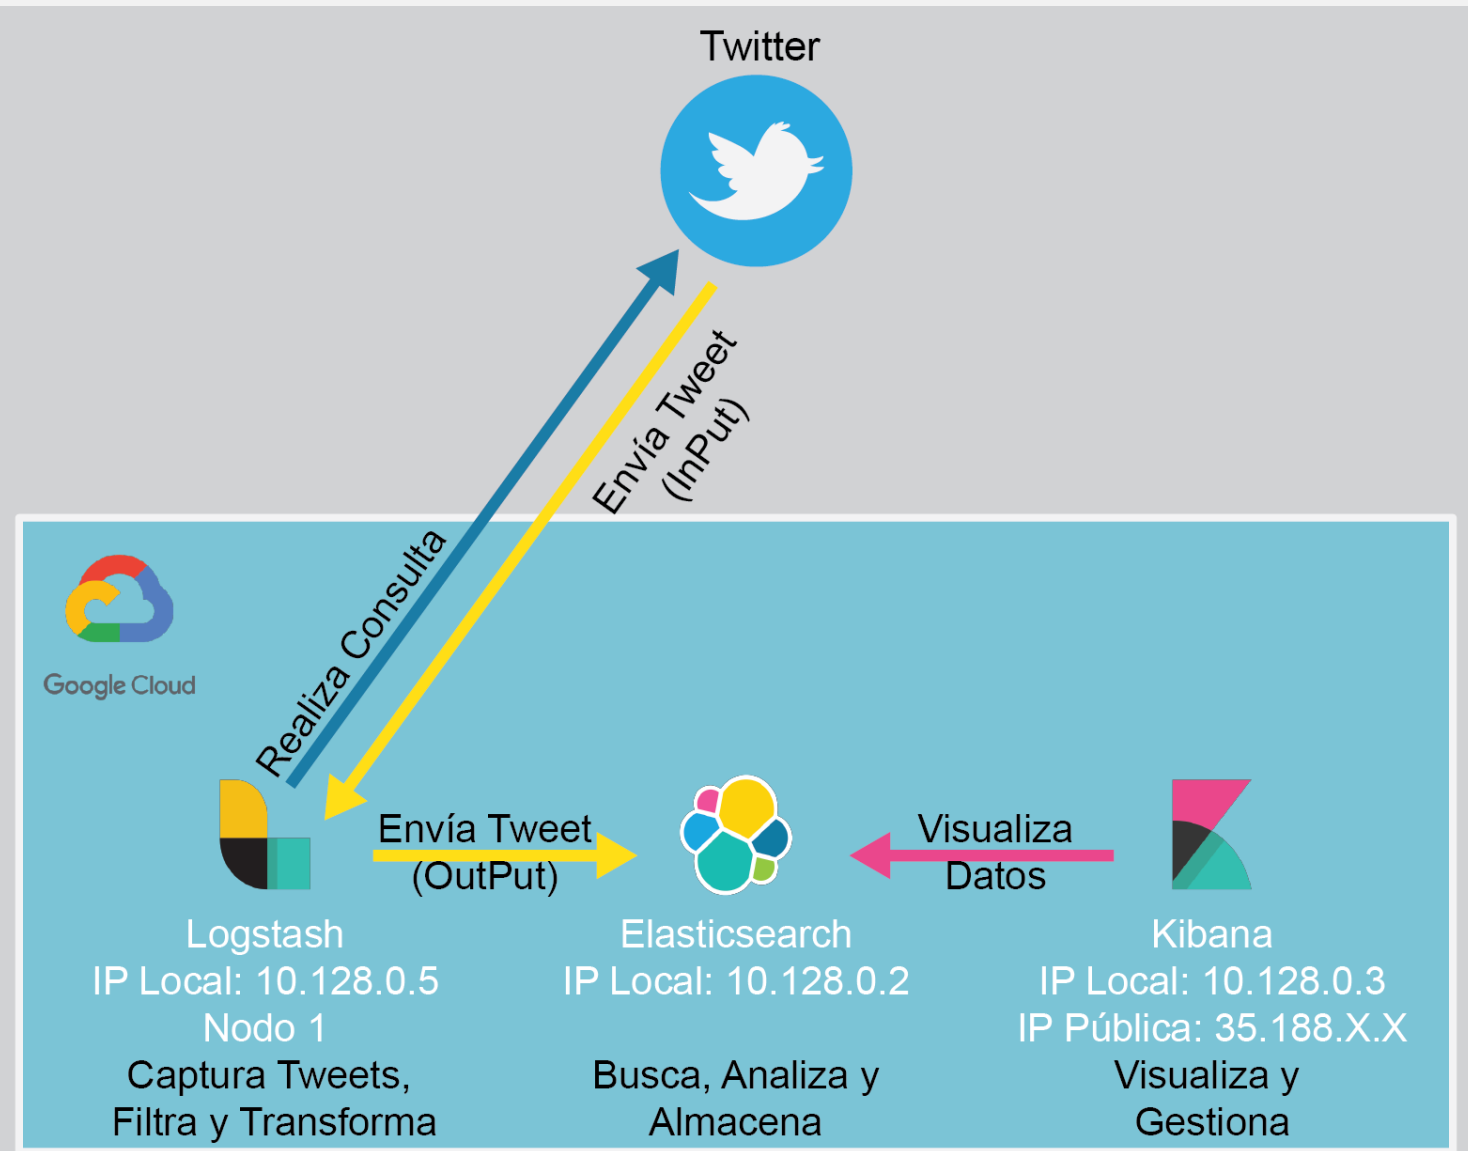 Twitter
Envía Tweet
(InPut)
Realiza Consulta
Google Cloud
Envía Tweet
(OutPut)
Visualiza
Datos
Logstash
IP Local: 10.128.0.5
Nodo 1
Captura Tweets,
Filtra y Transforma
Elasticsearch
IP Local: 10.128.0.2
Busca, Analiza y
Almacena
Kibana
IP Local: 10.128.0.3
IP Pública: 35.188.X.X
Visualiza y
Gestiona